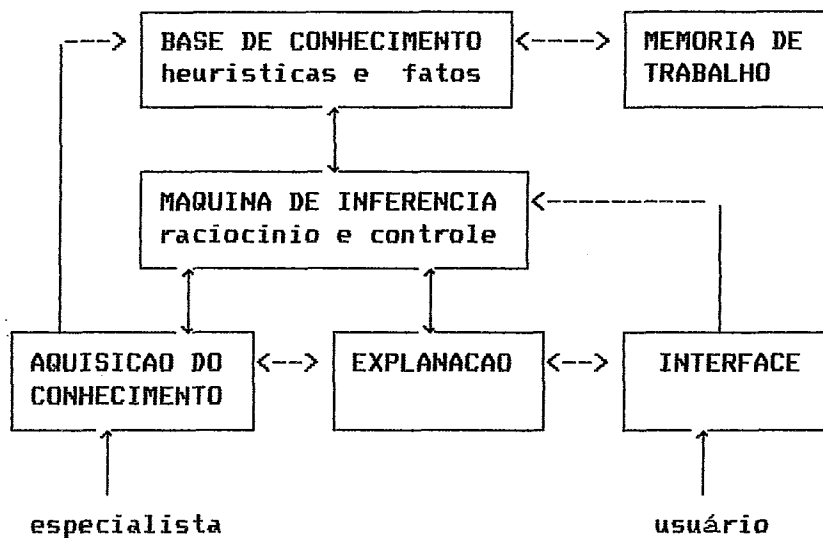 BASE DE CONHECIMENTO
heuristicas e fatos
MEMORIA DE
TRABALHO
MAQUINA DE INFERENCIA
raciocinio e controle
AQUISICAO DO
CONHECIMENTO
EXPLANACAO
INTERFACE
especialista
usuário